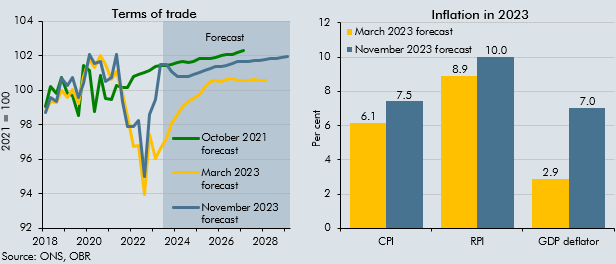 Terms of trade
104
102
100
98
96
94
92
2021 = 100
Forecast
October 2021
forecast
March 2023
forecast
November 2023
forecast
2018
2020
2022
2024
2026
2028
Source: ONS, OBR
Inflation in 2023
12
10
8
6
4
2
0
Per cent
March 2023 forecast
November 2023 forecast
6.1
7.5
8.9
10.0
2.9
7.0
CPI
RPI
GDP deflator